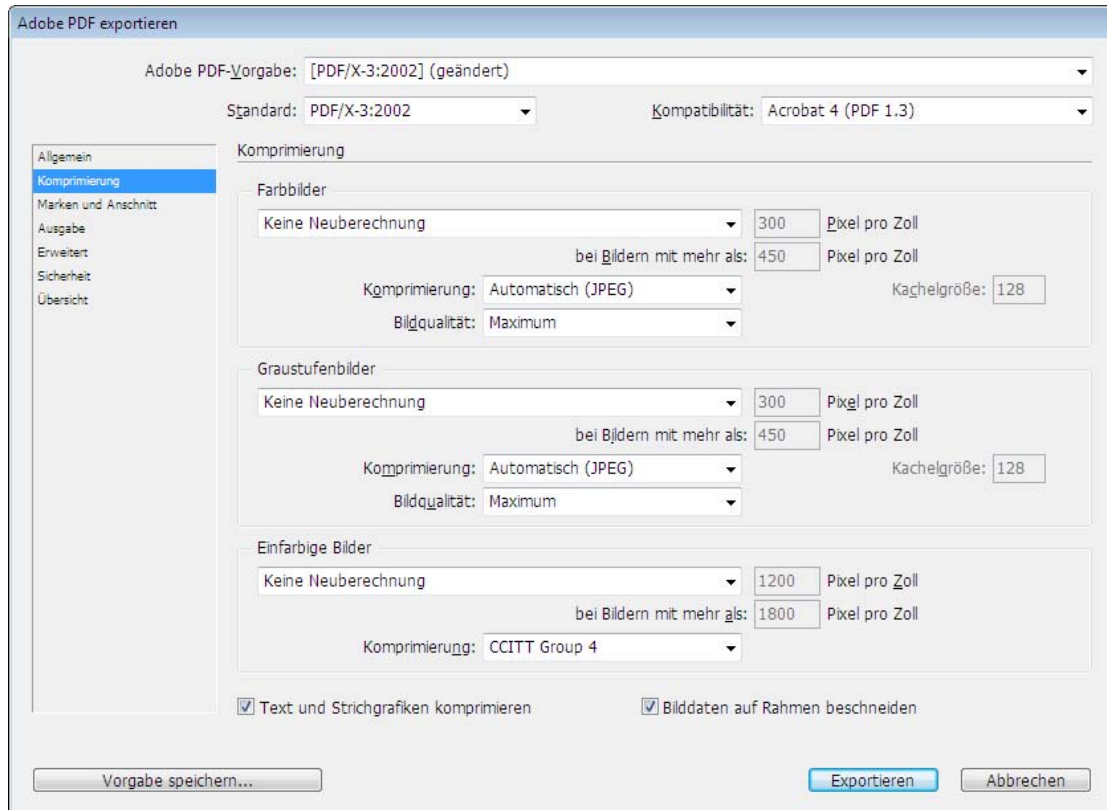 Adobe PDF exportieren
Adobe PDF-Vorgabe: [PDF/X-3:2002] (geändert)
Standard: PDF/X-3:2002 Kompatibilität: Acrobat 4 (PDF 1.3)
Allgemein
Komprimierung
Marken und Anschnitt
Ausgabe
Erweitert
Sicherheit
Übersicht
Komprimierung
Farbbilder
Keine Neuberechnung 300 Pixel pro Zoll
bei Bildern mit mehr als: 450 Pixel pro Zoll
Komprimierung: Automatisch (JPEG) Kachelgröße: 128
Bildqualität: Maximum
Graustufenbilder
Keine Neuberechnung 300 Pixel pro Zoll
bei Bildern mit mehr als: 450 Pixel pro Zoll
Komprimierung: Automatisch (JPEG) Kachelgröße: 128
Bildqualität: Maximum
Einfarbige Bilder
Keine Neuberechnung 1200 Pixel pro Zoll
bei Bildern mit mehr als: 1800 Pixel pro Zoll
Komprimierung: CCITT Group 4
Text und Strichgrafiken komprimieren Bilddaten auf Rahmen beschneiden
Vorgabe speichern... Exportieren Abbrechen